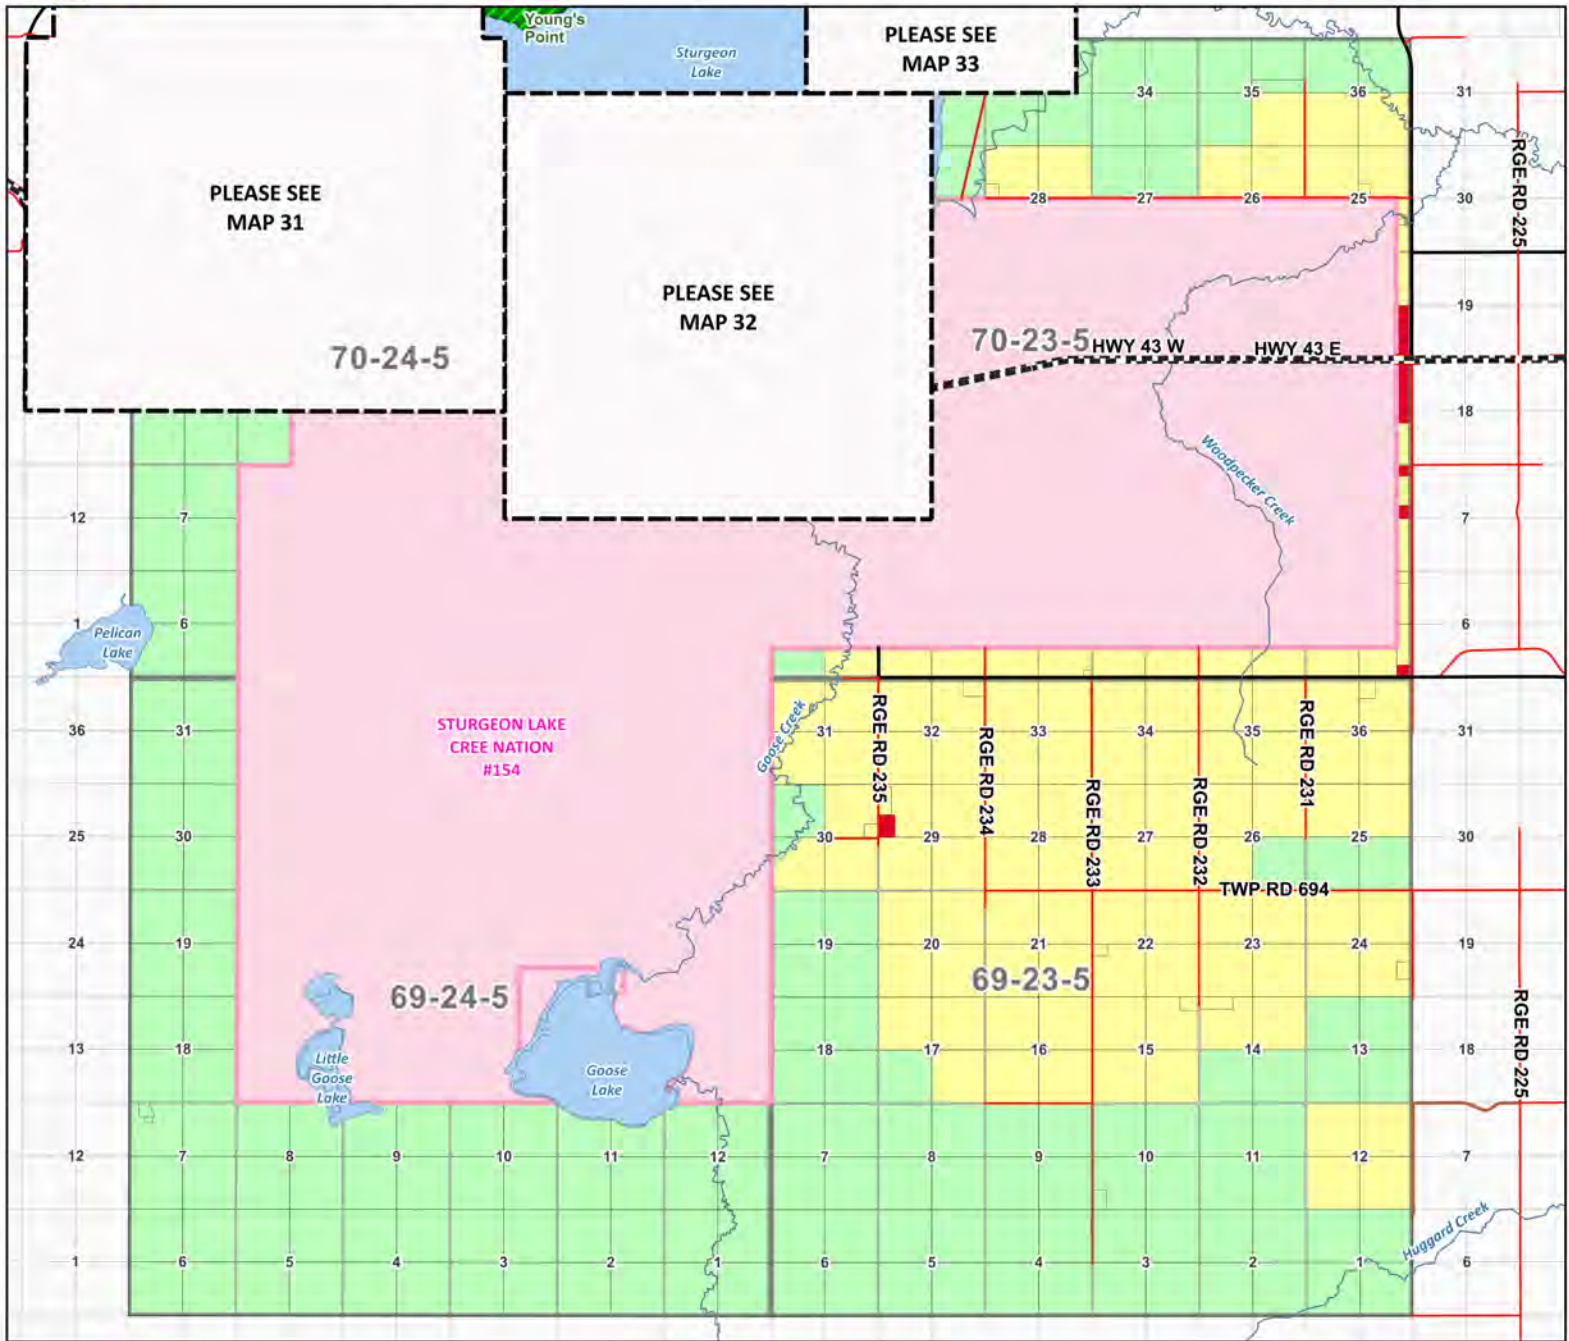 Young's
Point
Sturgeon
Lake
PLEASE SEE
MAP 33
34
35
36
31
PLEASE SEE
MAP 31
RGE-RD-225
28
27
26
25
30
PLEASE SEE
MAP 32
19
70-24-5
70-23-5
HWY 43 W
HWY 43 E
18
Woodpecker Creek
12
7
7
1
Pelican
Lake
6
6
36
31
STURGEON LAKE
CREE NATION
#154
Goose Creek
31
RGE-RD-235
32
RGE-RD-234
33
34
35
RGE-RD-231
36
31
RGE-RD-233
RGE-RD-232
25
30
30
29
28
27
26
25
30
TWP RD 694
24
19
19
20
21
22
23
24
19
69-24-5
69-23-5
RGE-RD-225
13
18
Little
Goose
Lake
Goose
Lake
18
17
16
15
14
13
18
12
7
8
9
10
11
12
7
8
9
10
11
12
7
Huggard Creek
1
6
5
4
3
2
1
6
5
4
3
2
1
6